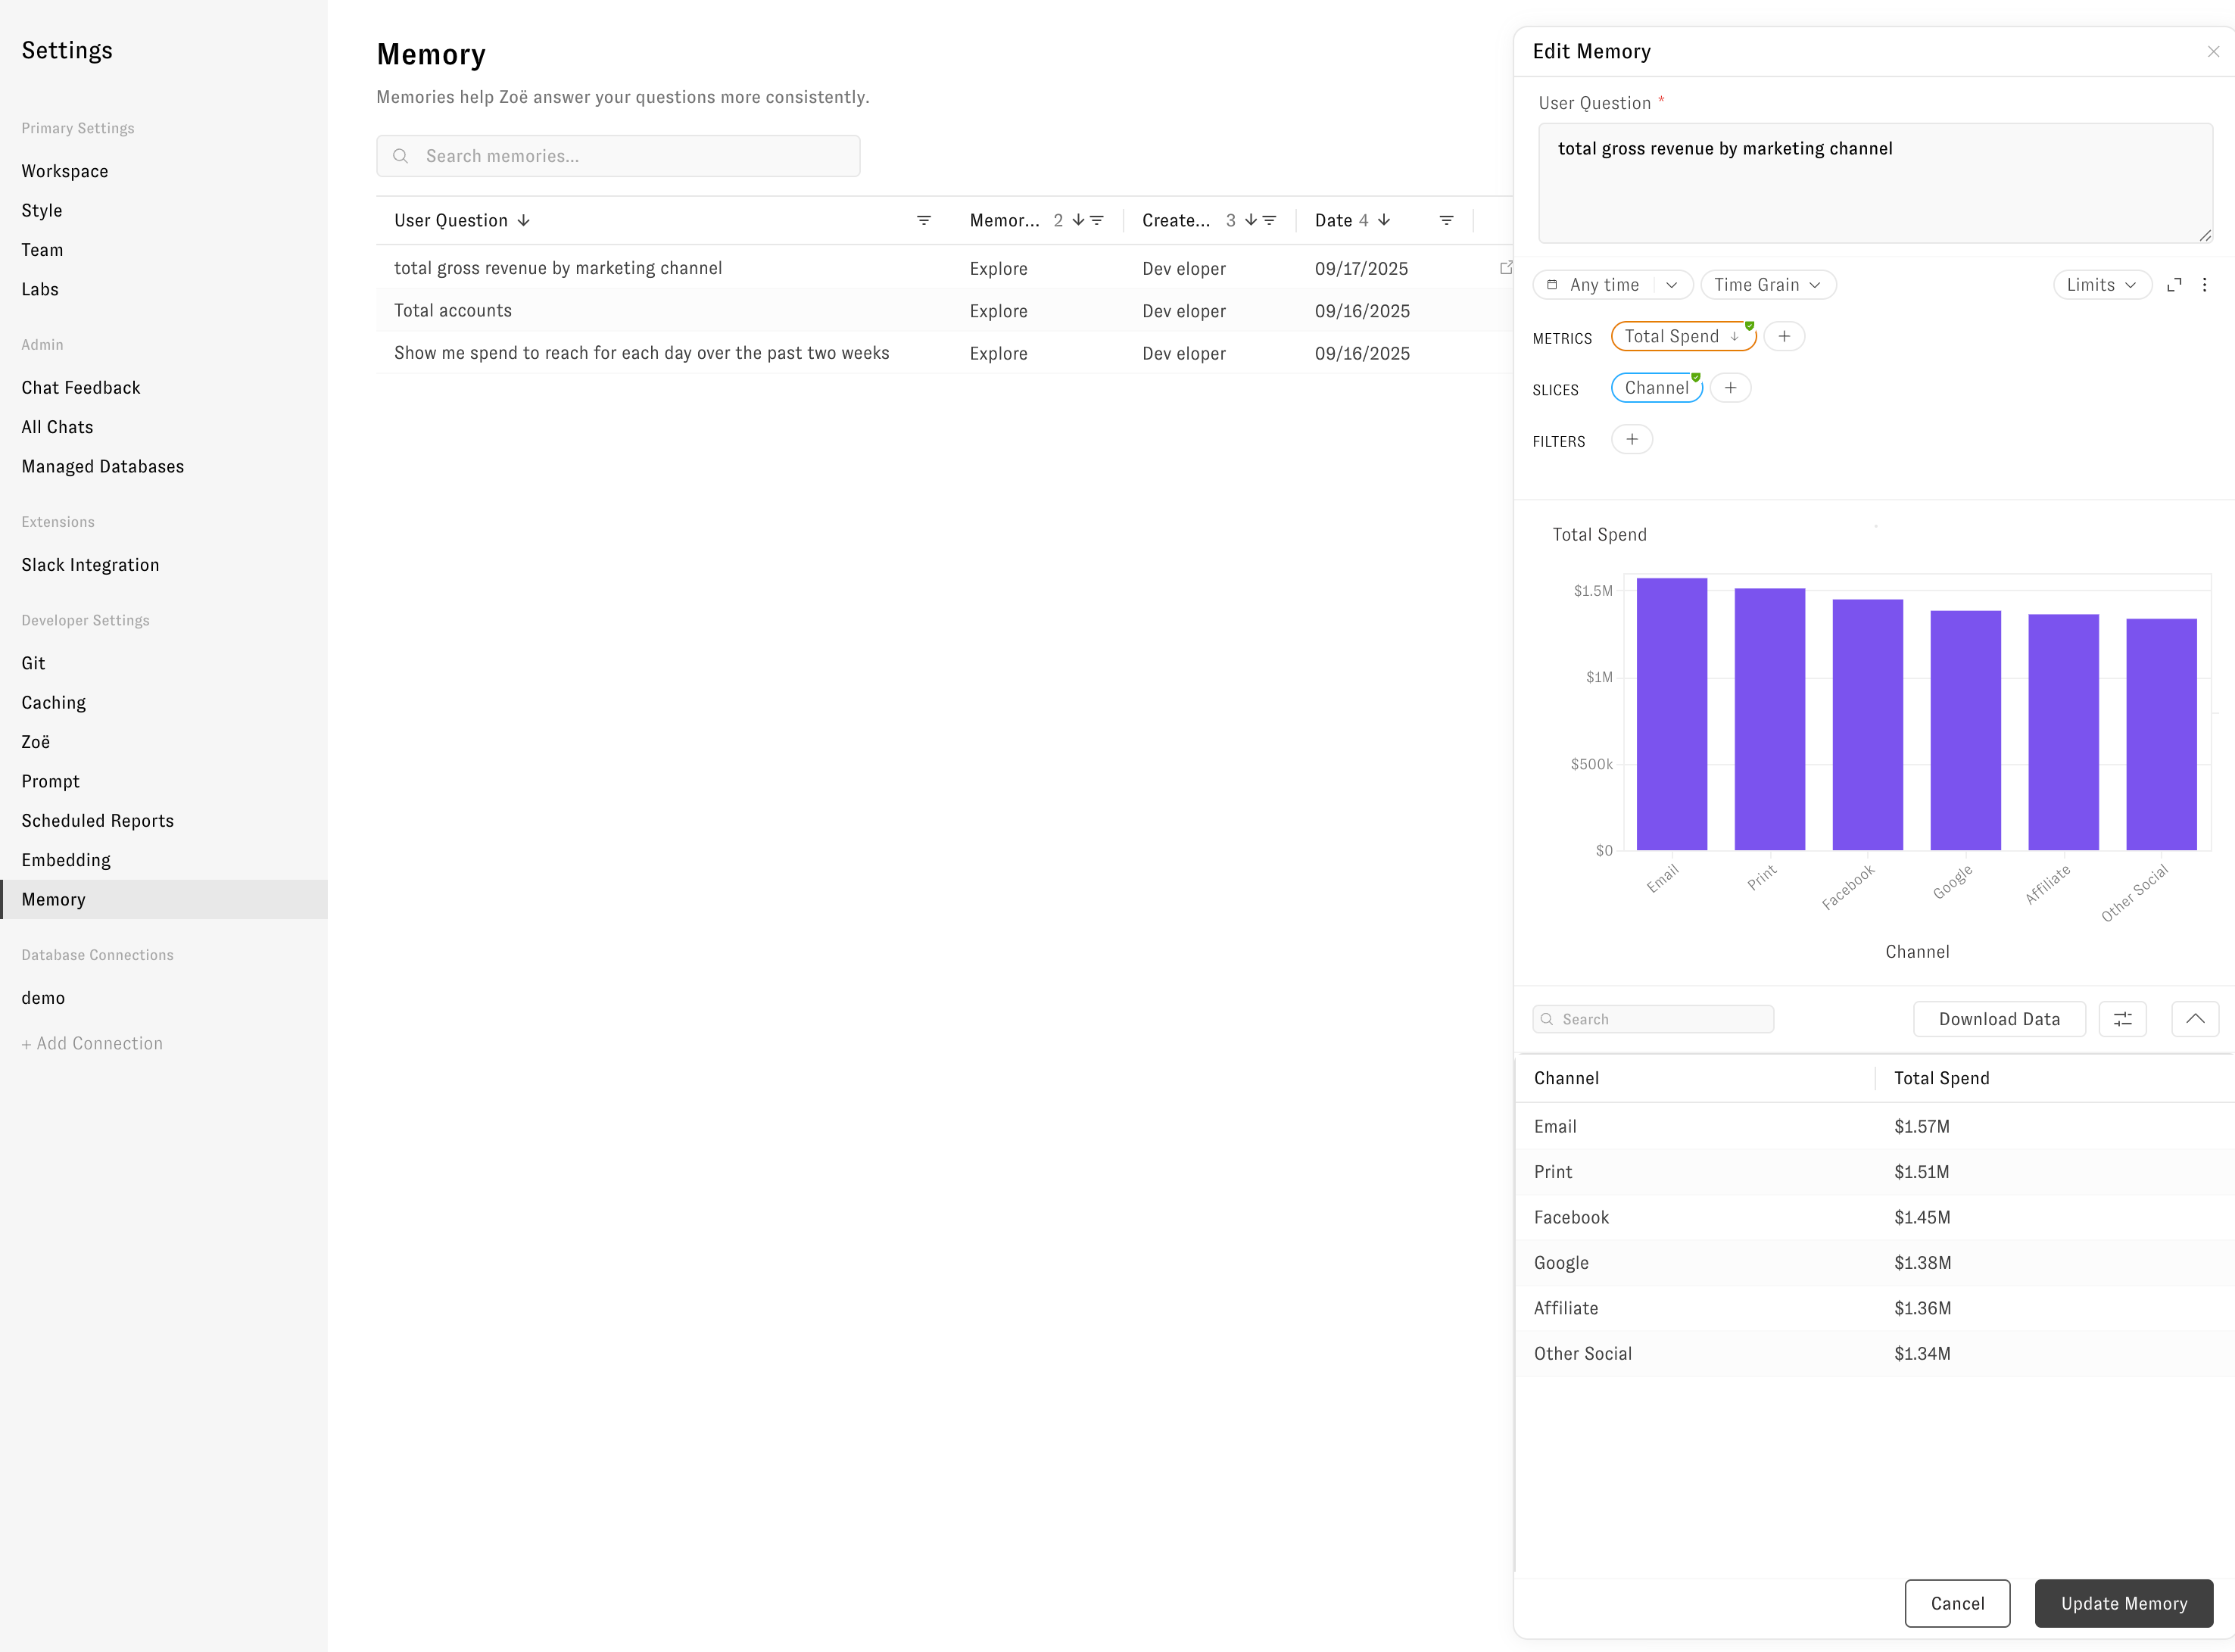 Settings
Primary Settings
Workspace
Style
Team
Labs
Admin
Chat Feedback
All Chats
Managed Databases
Extensions
Slack Integration
Developer Settings
Git
Caching
Zoë
Prompt
Scheduled Reports
Embedding
Memory
Database Connections
demo
+ Add Connection
Memory
Memories help Zoë answer your questions more consistently.
Search memories...
User Question Memor... 2 Create... 3 Date 4
total gross revenue by marketing channel Explore Dev eloper 09/17/2025
Total accounts Explore Dev eloper 09/16/2025
Show me spend to reach for each day over the past two weeks Explore Dev eloper 09/16/2025
Edit Memory
User Question *
total gross revenue by marketing channel
Any time Time Grain Limits
METRICS Total Spend +
SLICES Channel +
FILTERS +
Total Spend
$1.5M
$1M
$500k
$0
Email Print Facebook Google Affiliate Other Social
Channel
Search Download Data
Channel Total Spend
Email $1.57M
Print $1.51M
Facebook $1.45M
Google $1.38M
Affiliate $1.36M
Other Social $1.34M
Cancel Update Memory